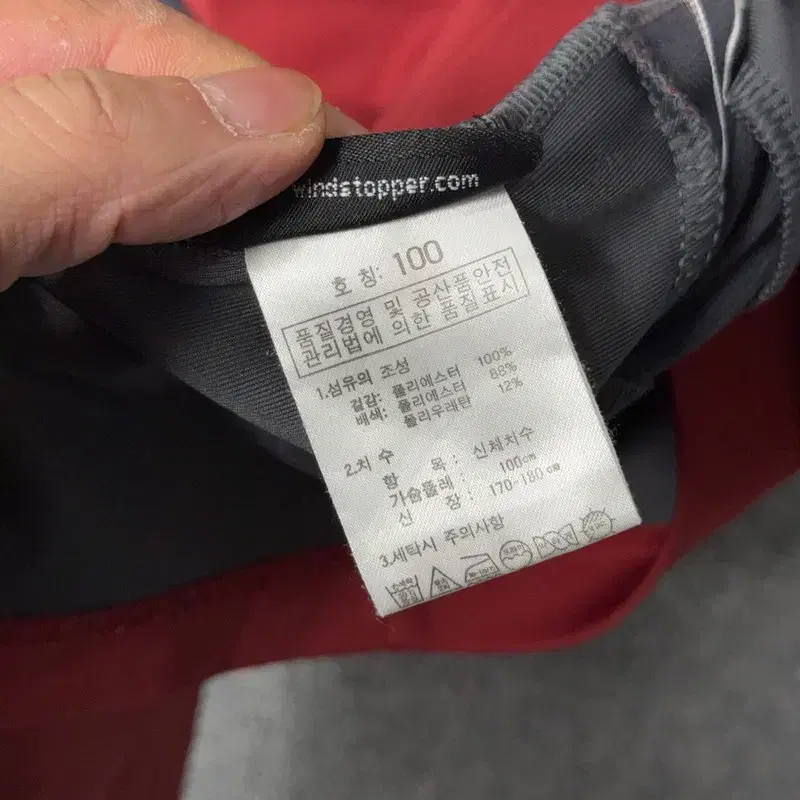 windstopper.com
호 칭: 100
품질경영 및 공산품안전
관리법에 의한 품질표시
1.섬유의 조성
겉감: 폴리에스터 100%
배색: 폴리에스터 88%
폴리우레탄 12%
2.치 수
항 목 : 신체치수
가슴둘레 : 100cm
신 장 : 170-180cm
3.세탁시 주의사항